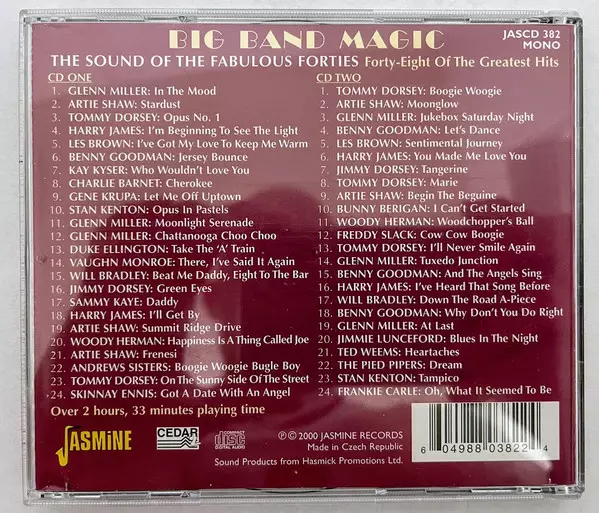 BIG BAND MAGIC
JASCD 382
MONO
THE SOUND OF THE FABULOUS FORTIES Forty-Eight Of The Greatest Hits
CD ONE
1. GLENN MILLER: In The Mood
2. ARTIE SHAW: Stardust
3. TOMMY DORSEY: Opus No. 1
4. HARRY JAMES: I'm Beginning To See The Light
5. LES BROWN: I've Got My Love To Keep Me Warm
6. BENNY GOODMAN: Jersey Bounce
7. KAY KYSER: Who Wouldn't Love You
8. CHARLIE BARNET: Cherokee
9. GENE KRUPA: Let Me Off Uptown
10. STAN KENTON: Opus In Pastels
11. GLENN MILLER: Moonlight Serenade
12. GLENN MILLER: Chattanooga Choo Choo
13. DUKE ELLINGTON: Take The 'A' Train
14. VAUGHN MONROE: There, I've Said It Again
15. WILL BRADLEY: Beat Me Daddy, Eight To The Bar
16. JIMMY DORSEY: Green Eyes
17. SAMMY KAYE: Daddy
18. HARRY JAMES: I'll Get By
19. ARTIE SHAW: Summit Ridge Drive
20. WOODY HERMAN: Happiness Is A Thing Called Joe
21. ARTIE SHAW: Frenesi
22. ANDREWS SISTERS: Boogie Woogie Bugle Boy
23. TOMMY DORSEY: On The Sunny Side Of The Street
24. SKINNAY ENNIS: Got A Date With An Angel
CD TWO
1. TOMMY DORSEY: Boogie Woogie
2. ARTIE SHAW: Moonglow
3. GLENN MILLER: Jukebox Saturday Night
4. BENNY GOODMAN: Let's Dance
5. LES BROWN: Sentimental Journey
6. HARRY JAMES: You Made Me Love You
7. JIMMY DORSEY: Tangerine
8. TOMMY DORSEY: Marie
9. ARTIE SHAW: Begin The Beguine
10. BUNNY BERIGAN: I Can't Get Started
11. WOODY HERMAN: Woodchopper's Ball
12. FREDDY SLACK: Cow Cow Boogie
13. TOMMY DORSEY: I'll Never Smile Again
14. GLENN MILLER: Tuxedo Junction
15. BENNY GOODMAN: And The Angels Sing
16. HARRY JAMES: I've Heard That Song Before
17. WILL BRADLEY: Down The Road A-Piece
18. BENNY GOODMAN: Why Don't You Do Right
19. GLENN MILLER: At Last
20. JIMMIE LUNCEFORD: Blues In The Night
21. TED WEEMS: Heartaches
22. THE PIED PIPERS: Dream
23. STAN KENTON: Tampico
24. FRANKIE CARLE: Oh, What It Seemed To Be
Over 2 hours, 33 minutes playing time
JASMINE
CEDAR
COMPACT disc DIGITAL AUDIO
℗ © 2000 JASMINE RECORDS
Made in Czech Republic
Sound Products from Hasmick Promotions Ltd.
6 04988 03822 4